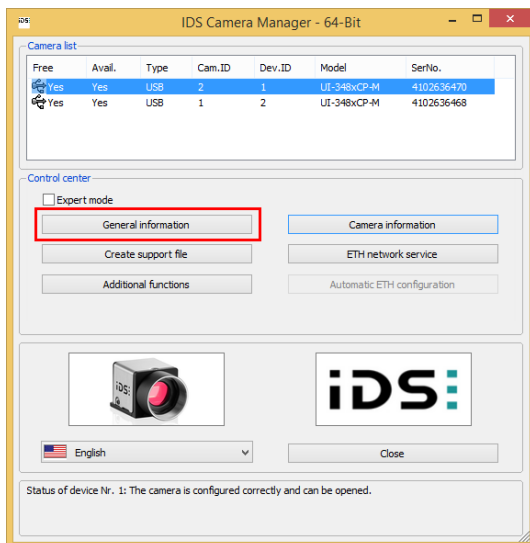 iDS: IDS Camera Manager - 64-Bit
Camera list
Free Avail. Type Cam.ID Dev.ID Model SerNo.
Yes Yes USB 2 1 UI-348xCP-M 4102636470
Yes Yes USB 1 2 UI-348xCP-M 4102636468
Control center
Expert mode
General information Camera information
Create support file ETH network service
Additional functions Automatic ETH configuration
iDS: iDS:
English Close
Status of device Nr. 1: The camera is configured correctly and can be opened.